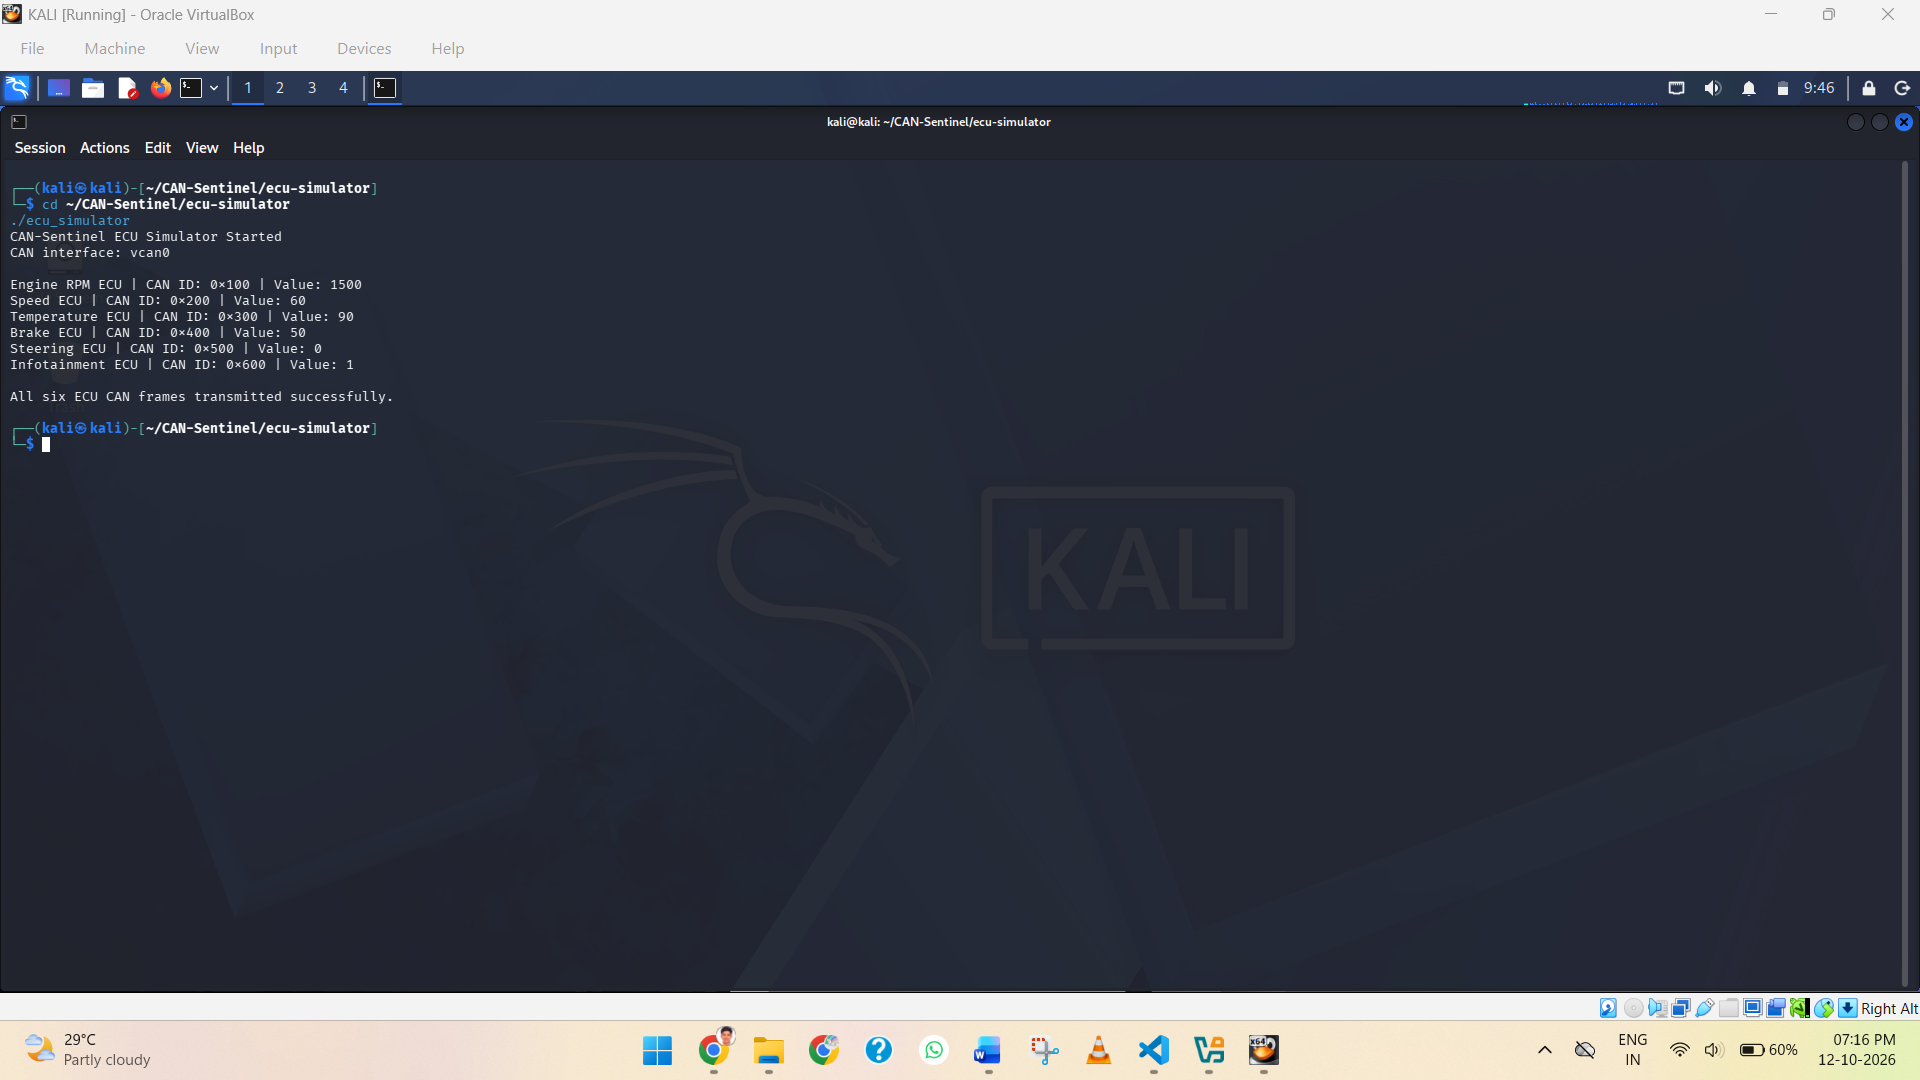 KALI [Running] - Oracle VirtualBox
File Machine View Input Devices Help
1 2 3 4 9:46
kali@kali: ~/CAN-Sentinel/ecu-simulator
Session Actions Edit View Help
┌──(kali㉿kali)-[~/CAN-Sentinel/ecu-simulator]
└─$ cd ~/CAN-Sentinel/ecu-simulator
./ecu_simulator
CAN-Sentinel ECU Simulator Started
CAN interface: vcan0
Engine RPM ECU | CAN ID: 0×100 | Value: 1500
Speed ECU | CAN ID: 0×200 | Value: 60
Temperature ECU | CAN ID: 0×300 | Value: 90
Brake ECU | CAN ID: 0×400 | Value: 50
Steering ECU | CAN ID: 0×500 | Value: 0
Infotainment ECU | CAN ID: 0×600 | Value: 1
All six ECU CAN frames transmitted successfully.
Trash
┌──(kali㉿kali)-[~/CAN-Sentinel/ecu-simulator]
└─$
KALI
Right Alt
29°C
Partly cloudy
ENG
IN
60%
07:16 PM
12-10-2026